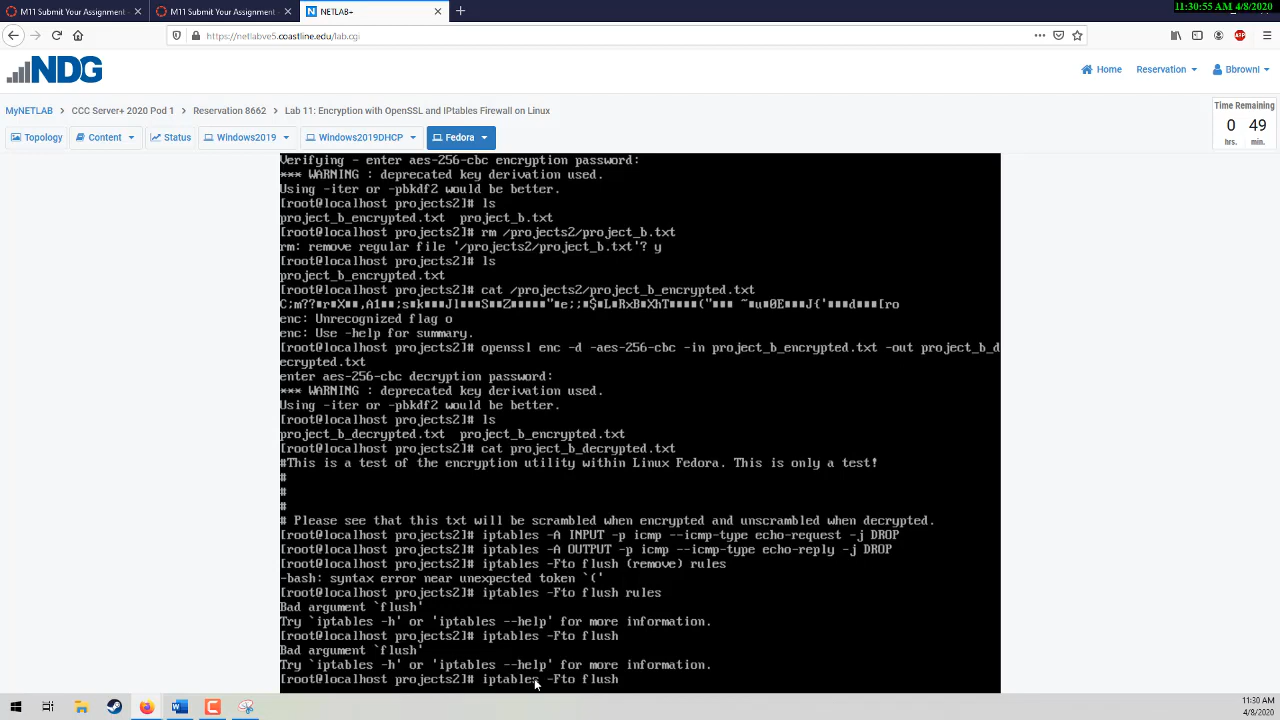 M11 Submit Your Assignment -
M11 Submit Your Assignment -
NETLAB+
11:30:55 AM 4/8/2020
https://netlabve5.coastline.edu/lab.cgi
ABP
NDG
Home
Reservation
Bbrownl
MyNETLAB
CCC Server+ 2020 Pod 1
Reservation 8662
Lab 11: Encryption with OpenSSL and IPtables Firewall on Linux
Time Remaining
0 49
hrs. min.
Topology
Content
Status
Windows2019
Windows2019DHCP
Fedora
Verifying - enter aes-256-cbc encryption password:
*** WARNING : deprecated key derivation used.
Using -iter or -pbkdf2 would be better.
[root@localhost projects2]# ls
project_b_encrypted.txt  project_b.txt
[root@localhost projects2]# rm /projects2/project_b.txt
rm: remove regular file '/projects2/project_b.txt'? y
[root@localhost projects2]# ls
project_b_encrypted.txt
[root@localhost projects2]# cat /projects2/project_b_encrypted.txt
enc: Unrecognized flag o
enc: Use -help for summary.
[root@localhost projects2]# openssl enc -d -aes-256-cbc -in project_b_encrypted.txt -out project_b_d
ecrypted.txt
enter aes-256-cbc decryption password:
*** WARNING : deprecated key derivation used.
Using -iter or -pbkdf2 would be better.
[root@localhost projects2]# ls
project_b_decrypted.txt  project_b_encrypted.txt
[root@localhost projects2]# cat project_b_decrypted.txt
#This is a test of the encryption utility within Linux Fedora. This is only a test!
#
#
#
# Please see that this txt will be scrambled when encrypted and unscrambled when decrypted.
[root@localhost projects2]# iptables -A INPUT -p icmp --icmp-type echo-request -j DROP
[root@localhost projects2]# iptables -A OUTPUT -p icmp --icmp-type echo-reply -j DROP
[root@localhost projects2]# iptables -Fto flush (remove) rules
-bash: syntax error near unexpected token `('
[root@localhost projects2]# iptables -Fto flush rules
Bad argument `flush'
Try `iptables -h' or 'iptables --help' for more information.
[root@localhost projects2]# iptables -Fto flush
Bad argument `flush'
Try `iptables -h' or 'iptables --help' for more information.
[root@localhost projects2]# iptables -Fto flush
11:30 AM
4/8/2020